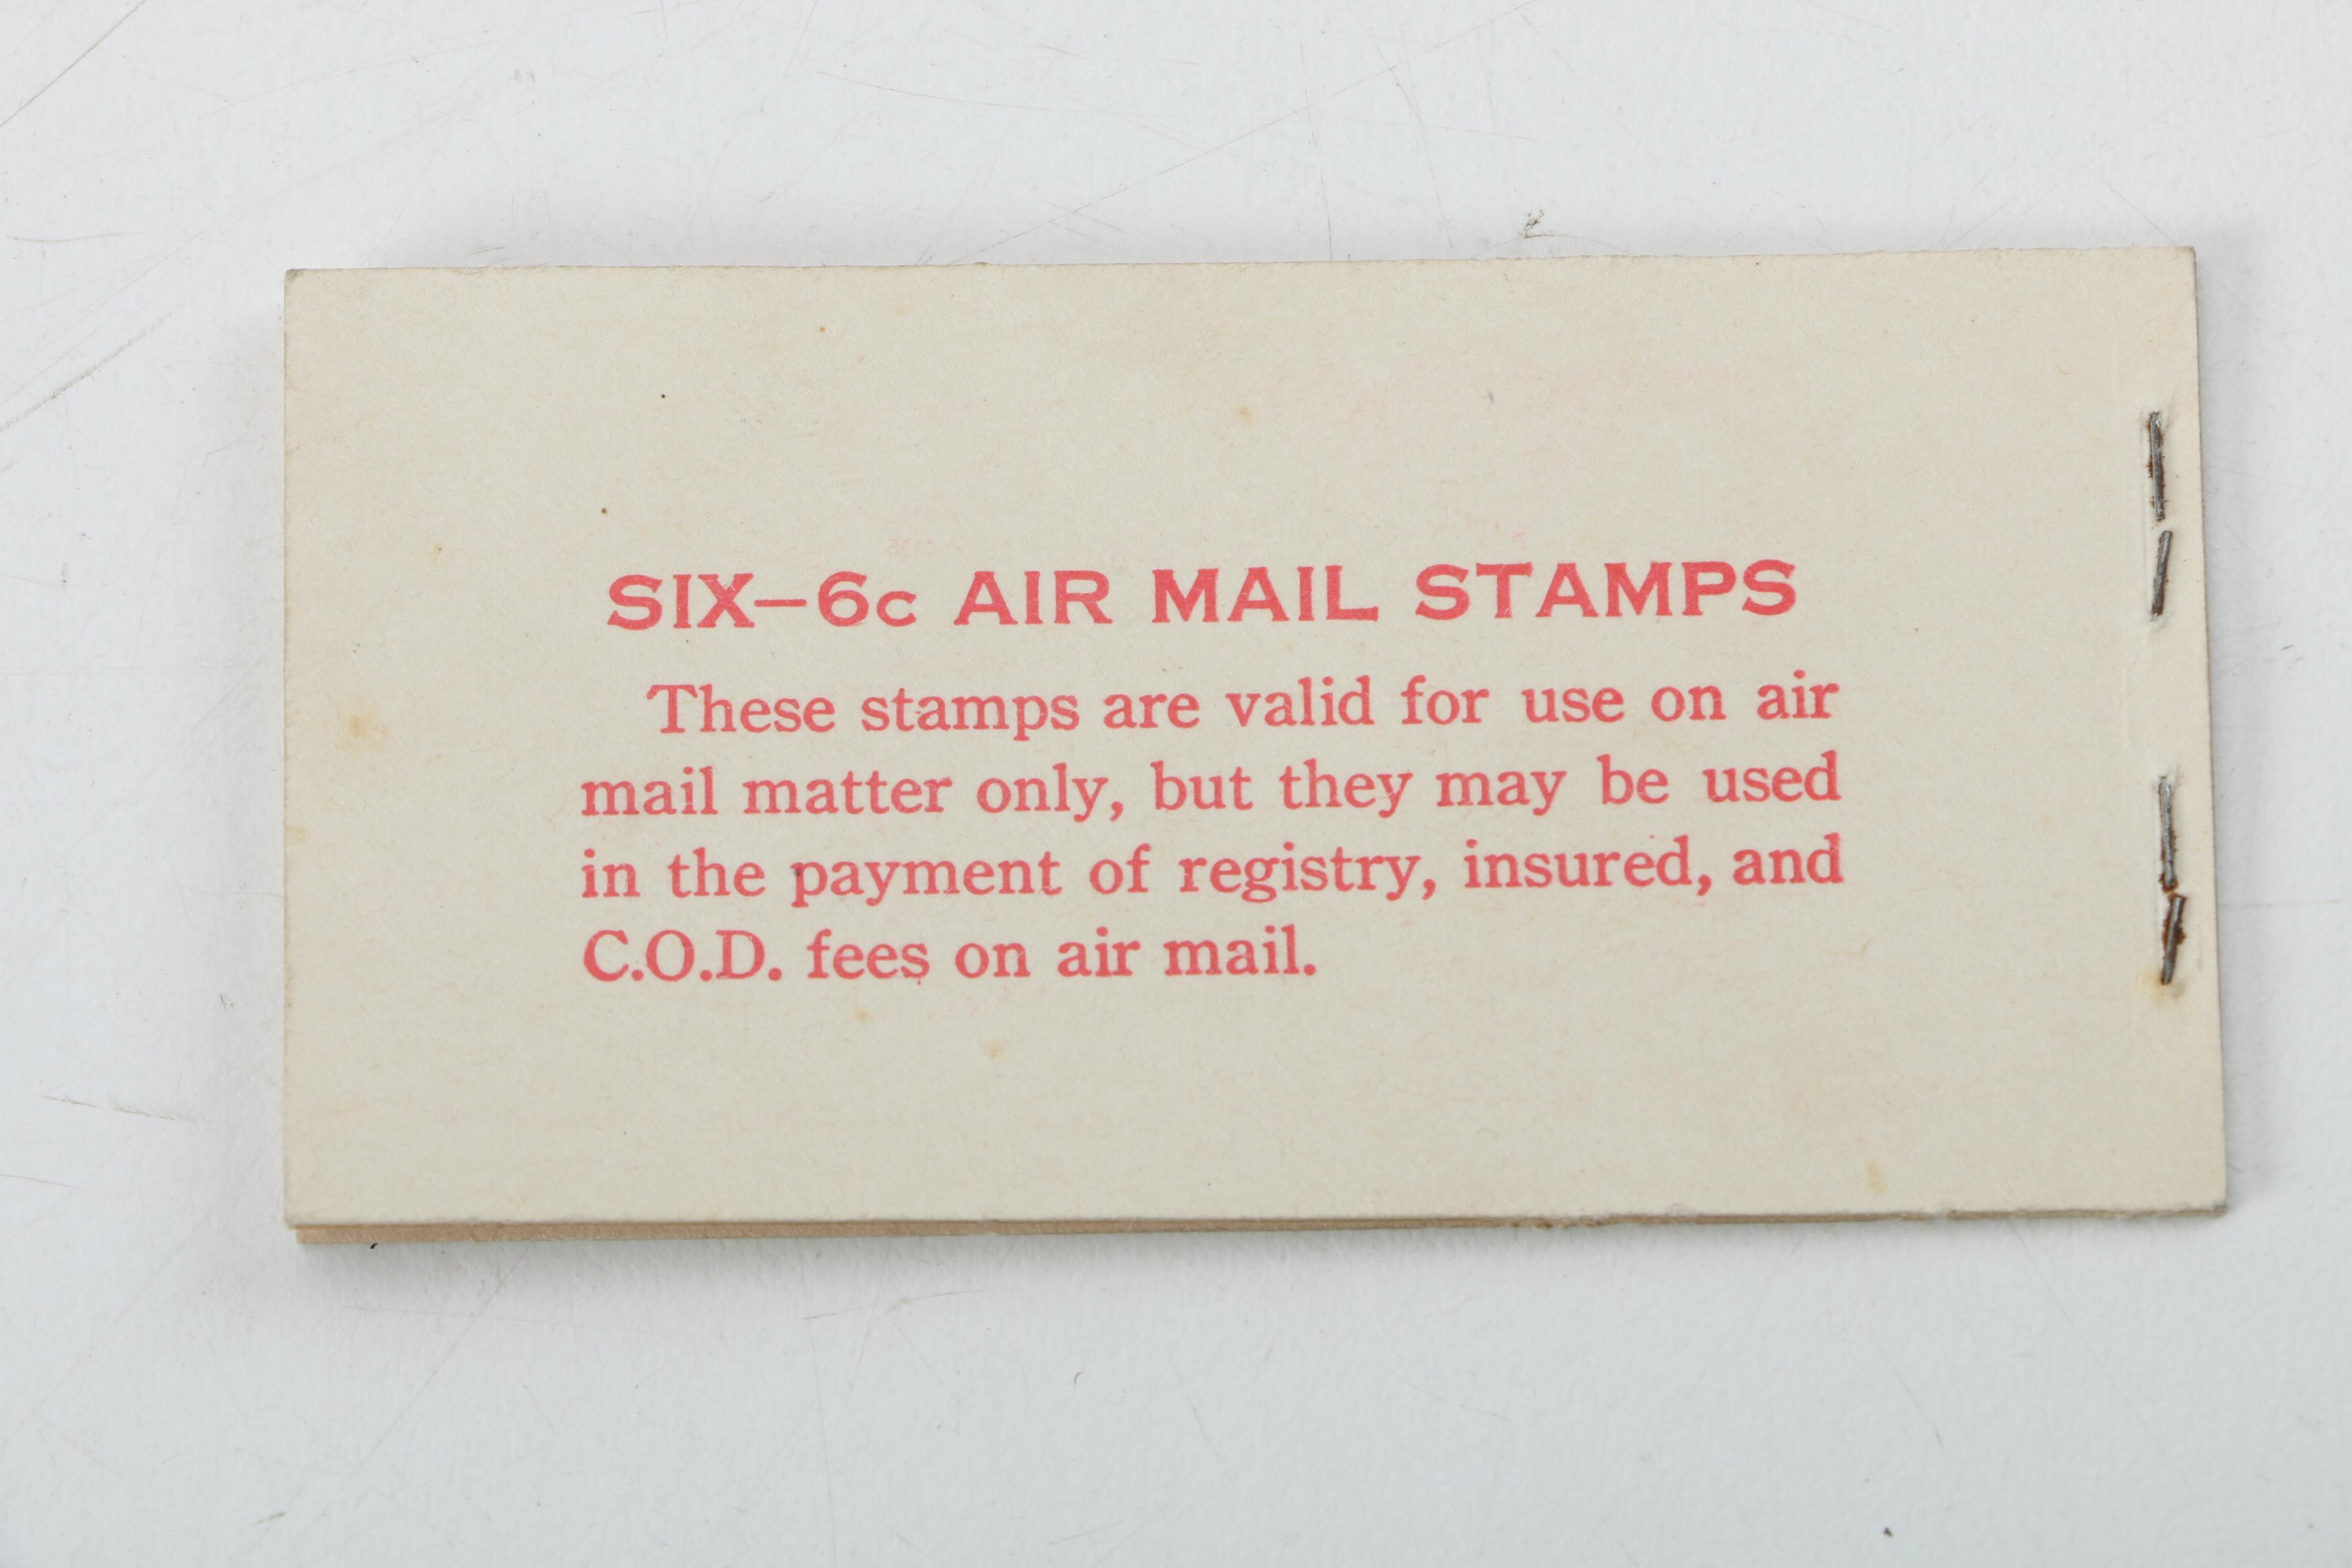 SIX–6c AIR MAIL STAMPS
These stamps are valid for use on air
mail matter only, but they may be used
in the payment of registry, insured, and
C.O.D. fees on air mail.